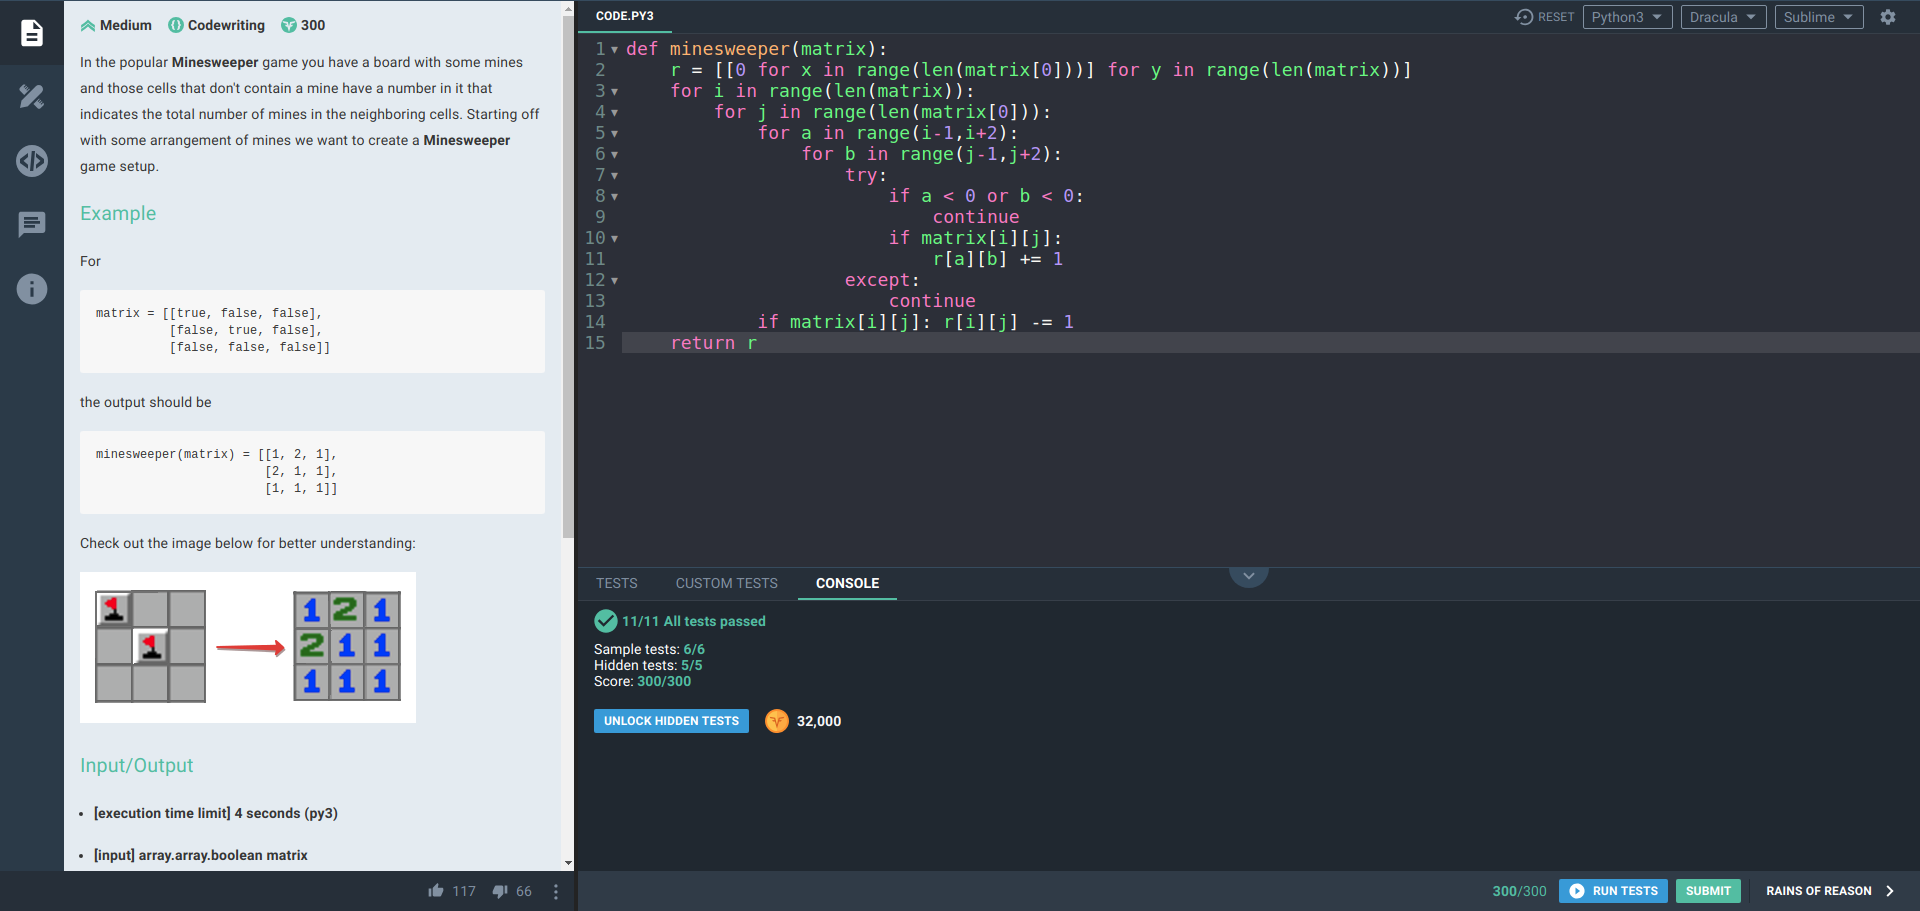 Medium Codewriting 300
In the popular Minesweeper game you have a board with some mines
and those cells that don't contain a mine have a number in it that
indicates the total number of mines in the neighboring cells. Starting off
with some arrangement of mines we want to create a Minesweeper
game setup.
Example
For
matrix = [[true, false, false],
          [false, true, false],
          [false, false, false]]
the output should be
minesweeper(matrix) = [[1, 2, 1],
                       [2, 1, 1],
                       [1, 1, 1]]
Check out the image below for better understanding:
1 2 1
2 1 1
1 1 1
Input/Output
• [execution time limit] 4 seconds (py3)
• [input] array.array.boolean matrix
117 66
CODE.PY3
RESET Python3 Dracula Sublime
1 def minesweeper(matrix):
2     r = [[0 for x in range(len(matrix[0]))] for y in range(len(matrix))]
3     for i in range(len(matrix)):
4         for j in range(len(matrix[0])):
5             for a in range(i-1,i+2):
6                 for b in range(j-1,j+2):
7                     try:
8                         if a < 0 or b < 0:
9                             continue
10                         if matrix[i][j]:
11                             r[a][b] += 1
12                     except:
13                         continue
14             if matrix[i][j]: r[i][j] -= 1
15     return r
TESTS CUSTOM TESTS CONSOLE
11/11 All tests passed
Sample tests: 6/6
Hidden tests: 5/5
Score: 300/300
UNLOCK HIDDEN TESTS 32,000
300/300 RUN TESTS SUBMIT RAINS OF REASON